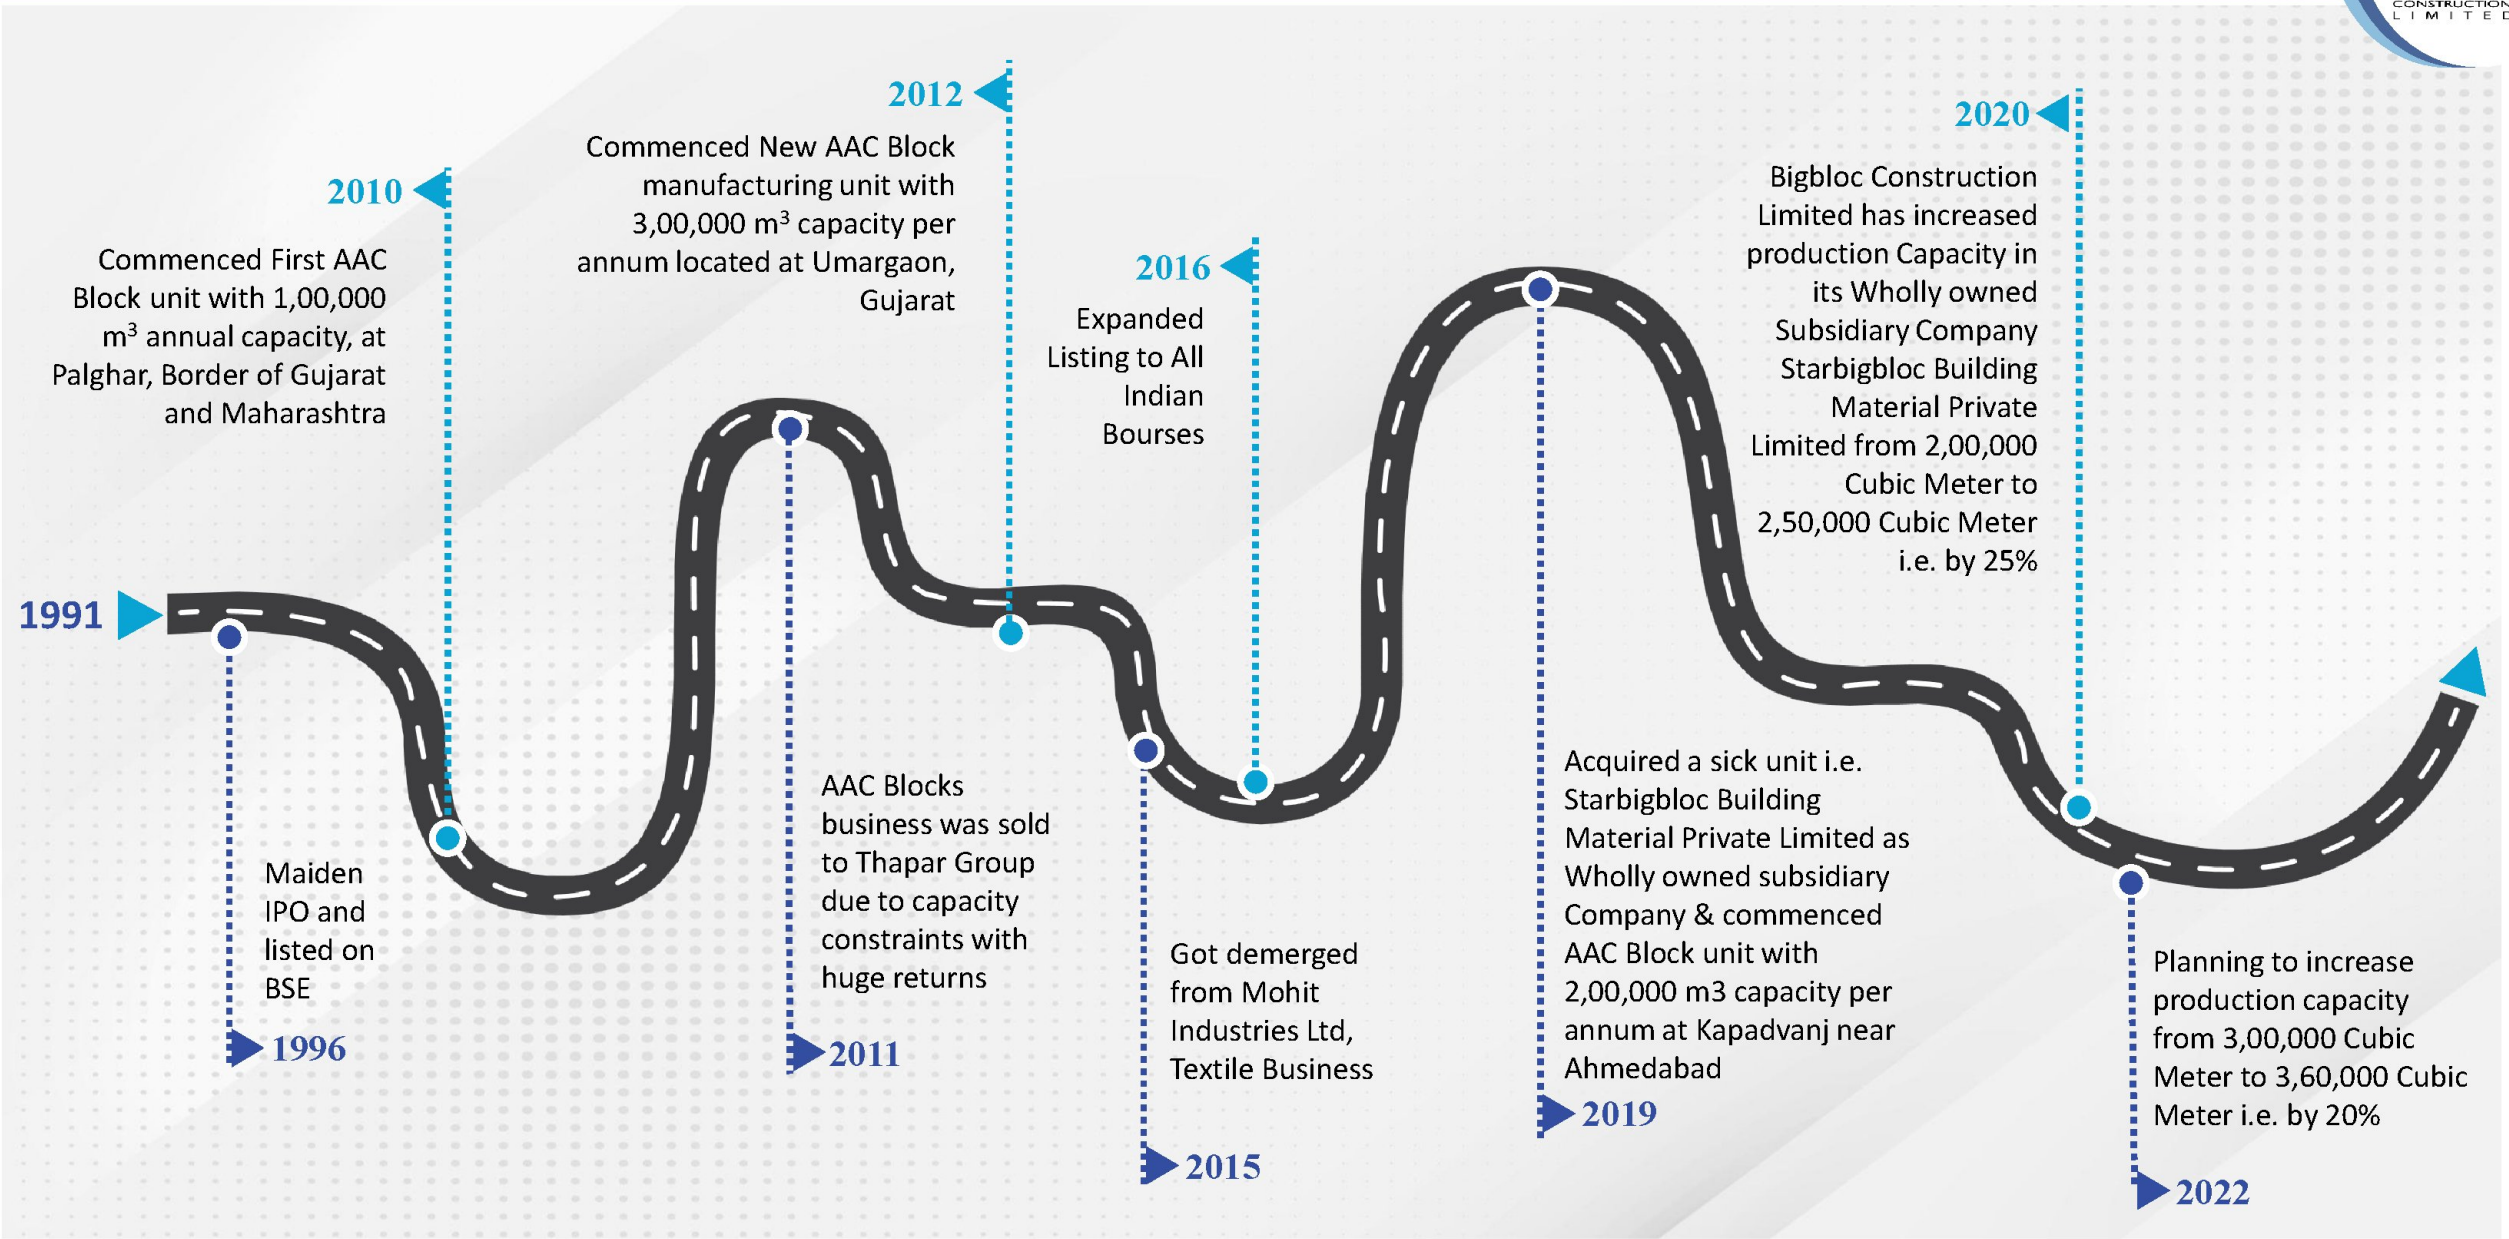 CONSTRUCTION
LIMITED
1991
Maiden
IPO and
listed on
BSE
1996
2010
Commenced First AAC
Block unit with 1,00,000
m³ annual capacity, at
Palghar, Border of Gujarat
and Maharashtra
AAC Blocks
business was sold
to Thapar Group
due to capacity
constraints with
huge returns
2011
2012
Commenced New AAC Block
manufacturing unit with
3,00,000 m³ capacity per
annum located at Umargaon,
Gujarat
Got demerged
from Mohit
Industries Ltd,
Textile Business
2015
2016
Expanded
Listing to All
Indian
Bourses
Acquired a sick unit i.e.
Starbigbloc Building
Material Private Limited as
Wholly owned subsidiary
Company & commenced
AAC Block unit with
2,00,000 m3 capacity per
annum at Kapadvanj near
Ahmedabad
2019
2020
Bigbloc Construction
Limited has increased
production Capacity in
its Wholly owned
Subsidiary Company
Starbigbloc Building
Material Private
Limited from 2,00,000
Cubic Meter to
2,50,000 Cubic Meter
i.e. by 25%
Planning to increase
production capacity
from 3,00,000 Cubic
Meter to 3,60,000 Cubic
Meter i.e. by 20%
2022